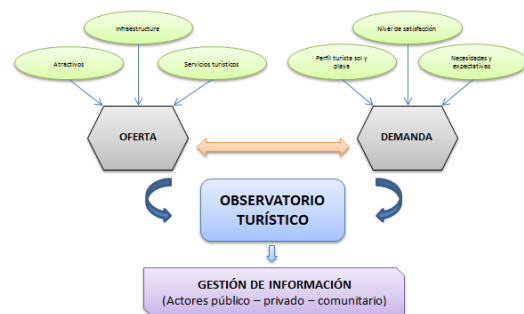 Infraestructura
Nivel de satisfacción
Atractivos
Servicios turísticos
Perfil turista sol y
playa
Necesidades y
expectativas
OFERTA
DEMANDA
OBSERVATORIO
TURÍSTICO
GESTIÓN DE INFORMACIÓN
(Actores público – privado – comunitario)